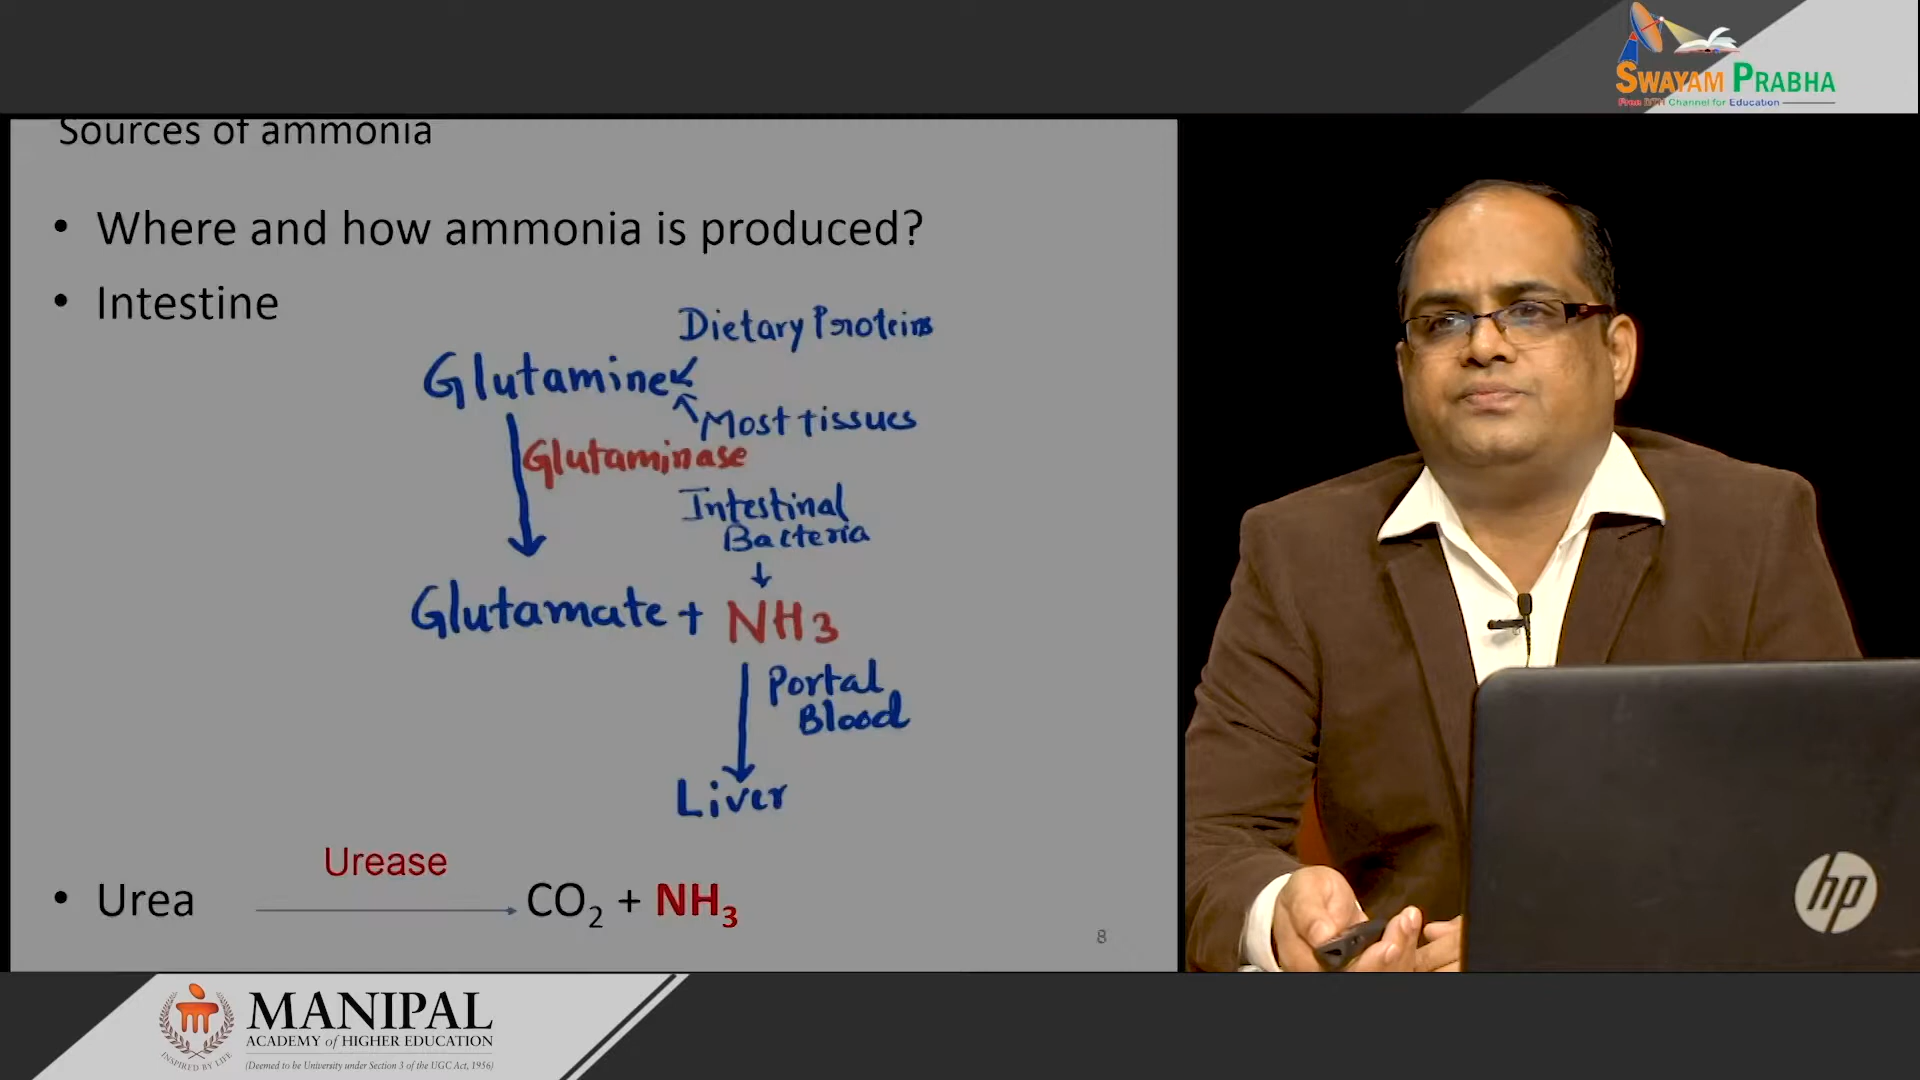 SWAYAM PRABHA
Free DTH Channel for Education
Sources of ammonia
• Where and how ammonia is produced?
• Intestine
Dietary Proteins
Glutamine
Most tissues
Glutaminase
Intestinal
Bacteria
Glutamate + NH3
Portal
Blood
Liver
Urease
• Urea CO2 + NH3
8
hp
MANIPAL
ACADEMY of HIGHER EDUCATION
(Deemed to be University under Section 3 of the UGC Act, 1956)
INSPIRED BY LIFE